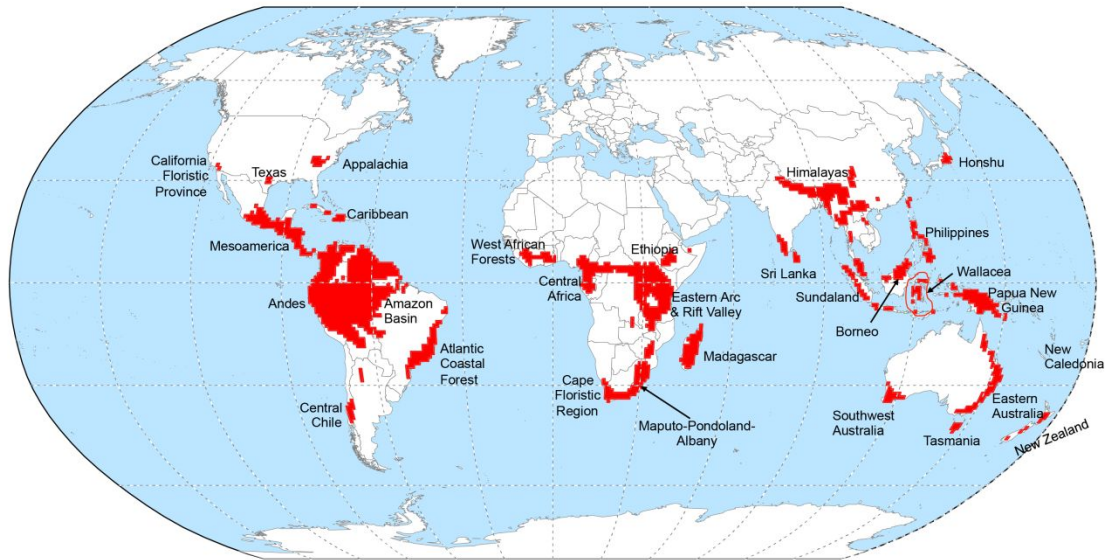 California
Floristic
Province
Texas
Appalachia
Caribbean
Mesoamerica
Andes
Amazon
Basin
Atlantic
Coastal
Forest
Central
Chile
West African
Forests
Ethiopia
Central
Africa
Eastern Arc
& Rift Valley
Madagascar
Cape
Floristic
Region
Maputo-Pondoland-
Albany
Himalayas
Honshu
Sri Lanka
Philippines
Wallacea
Sundaland
Borneo
Papua New
Guinea
New
Caledonia
Southwest
Australia
Eastern
Australia
Tasmania
New Zealand